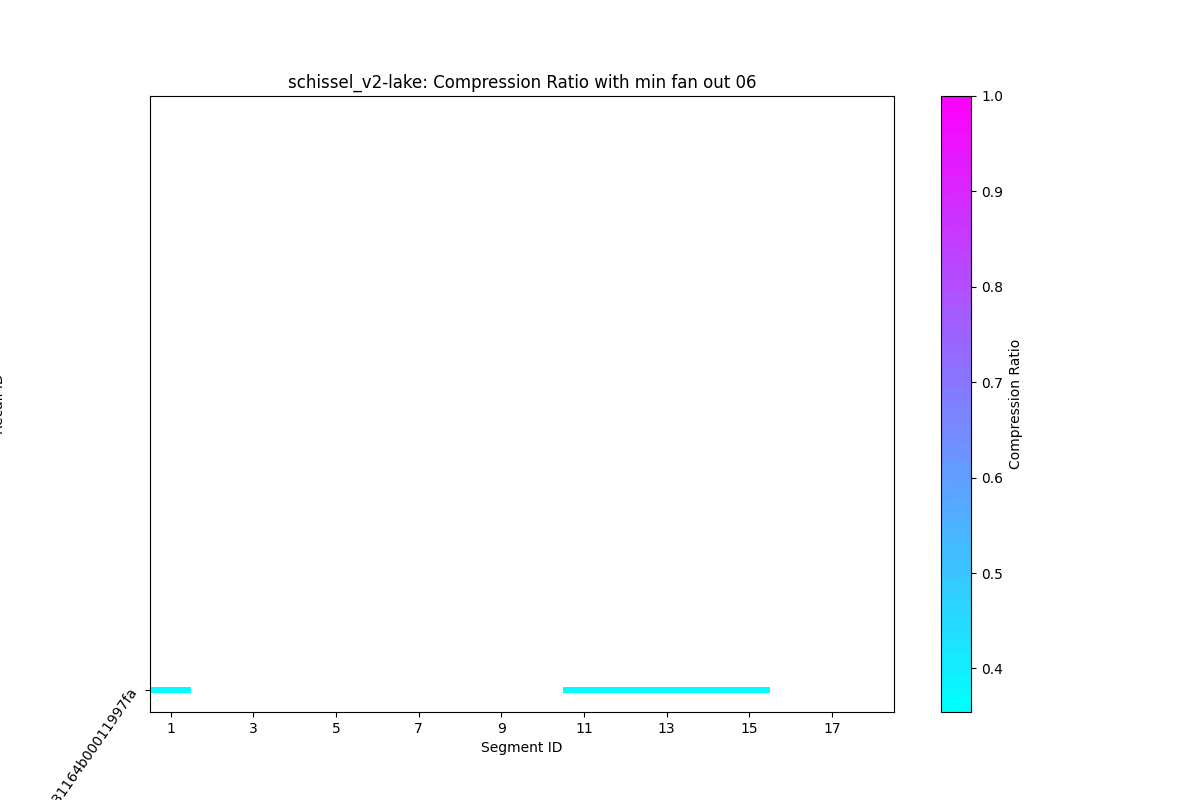 schissel_v2-lake: Compression Ratio with min fan out 06
1.0
0.9
0.8
0.7
0.6
0.5
0.4
Compression Ratio
31164b00011997fa
1 3 5 7 9 11 13 15 17
Segment ID